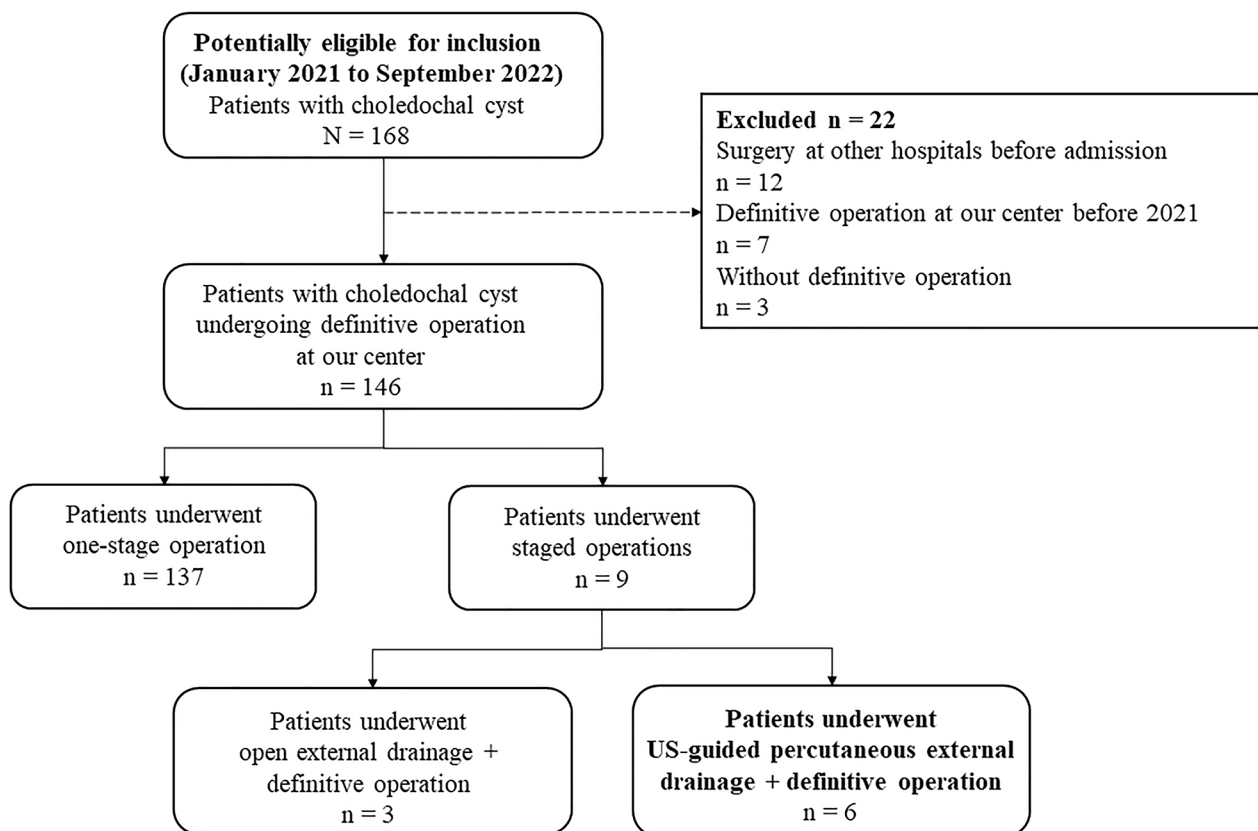 Potentially eligible for inclusion
(January 2021 to September 2022)
Patients with choledochal cyst
N = 168
Excluded n = 22
Surgery at other hospitals before admission
n = 12
Definitive operation at our center before 2021
n = 7
Without definitive operation
n = 3
Patients with choledochal cyst
undergoing definitive operation
at our center
n = 146
Patients underwent
one-stage operation
n = 137
Patients underwent
staged operations
n = 9
Patients underwent
open external drainage +
definitive operation
n = 3
Patients underwent
US-guided percutaneous external
drainage + definitive operation
n = 6